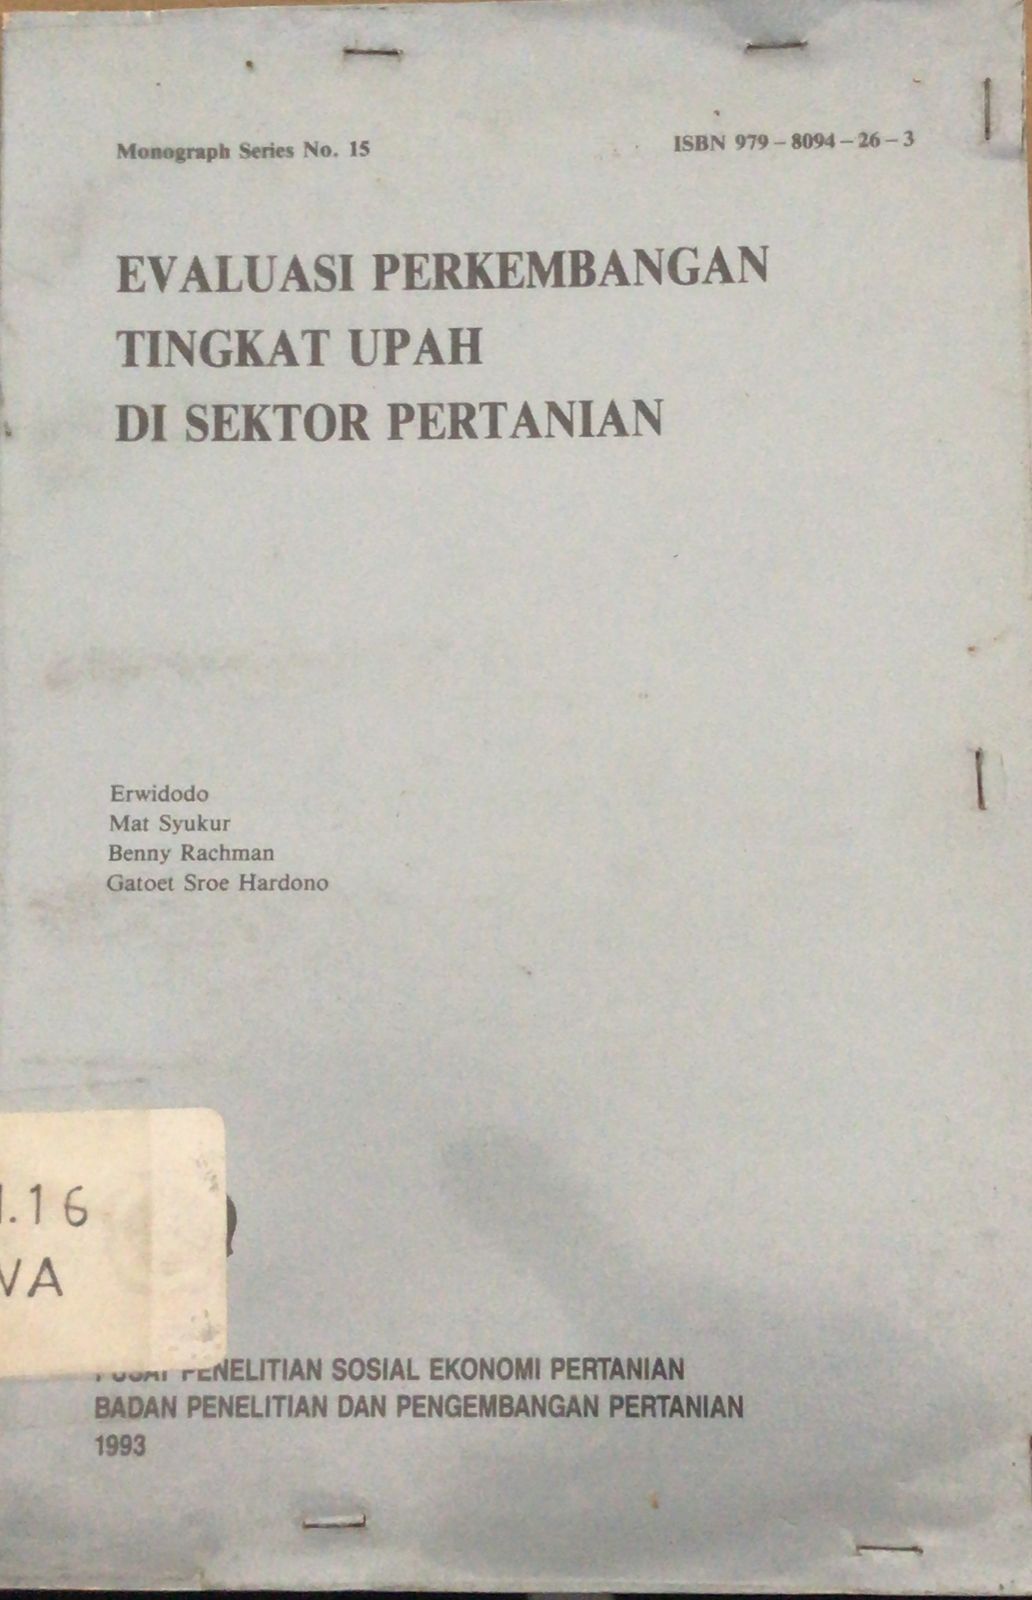 Monograph Series No. 15
ISBN 979-8094-26-3
EVALUASI PERKEMBANGAN
TINGKAT UPAH
DI SEKTOR PERTANIAN
Erwidodo
Mat Syukur
Benny Rachman
Gatoet Sroe Hardono
.16
VA
PUSAT PENELITIAN SOSIAL EKONOMI PERTANIAN
BADAN PENELITIAN DAN PENGEMBANGAN PERTANIAN
1993